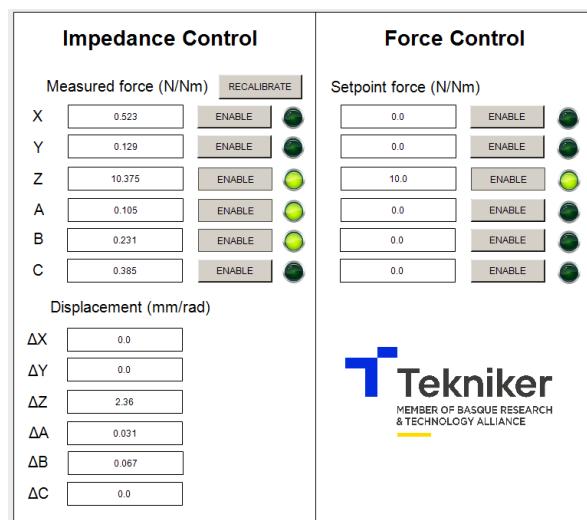 Impedance Control
Measured force (N/Nm) RECALIBRATE
X 0.523 ENABLE
Y 0.129 ENABLE
Z 10.375 ENABLE
A 0.105 ENABLE
B 0.231 ENABLE
C 0.385 ENABLE
Displacement (mm/rad)
ΔX 0.0
ΔY 0.0
ΔZ 2.36
ΔA 0.031
ΔB 0.067
ΔC 0.0
Force Control
Setpoint force (N/Nm)
0.0 ENABLE
0.0 ENABLE
10.0 ENABLE
0.0 ENABLE
0.0 ENABLE
0.0 ENABLE
Tekniker
MEMBER OF BASQUE RESEARCH
& TECHNOLOGY ALLIANCE